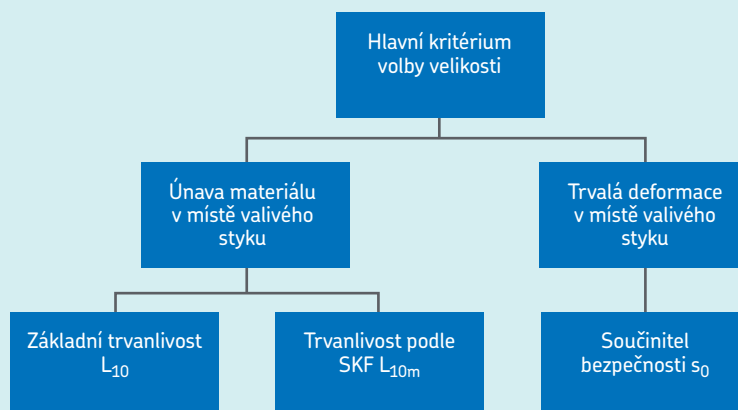 Hlavní kritérium
volby velikosti
Únava materiálu
v místě valivého
styku
Trvalá deformace
v místě valivého
styku
Základní trvanlivost
L10
Trvanlivost podle
SKF L10m
Součinitel
bezpečnosti s0